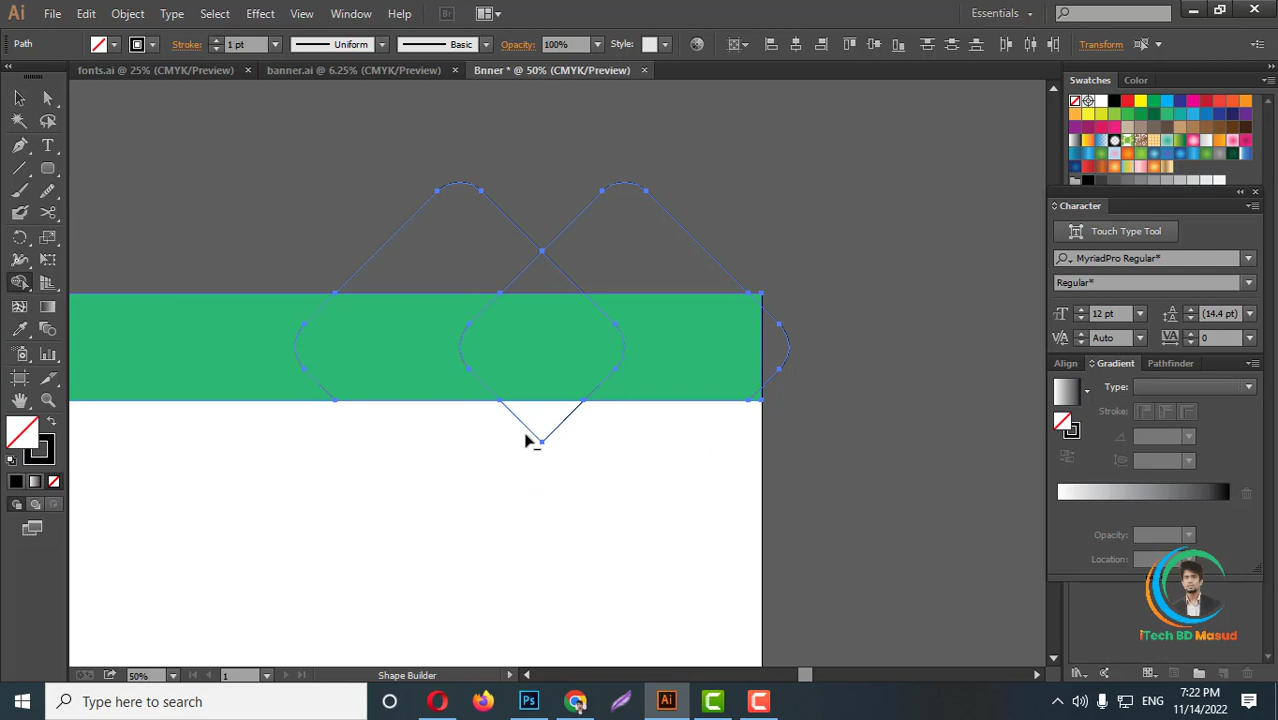 Ai File Edit Object Type Select Effect View Window Help Br Essentials
Path Stroke: 1 pt Uniform Basic Opacity: 100% Style: Transform
fonts.ai @ 25% (CMYK/Preview) × banner.ai @ 6.25% (CMYK/Preview) × Bnner * @ 50% (CMYK/Preview) ×
Swatches Color
Character
Touch Type Tool
MyriadPro Regular*
Regular*
12 pt (14.4 pt)
Auto 0
Align Gradient Pathfinder
Type:
Stroke:
Opacity:
Location:
iTech BD Masud
50% 1 Shape Builder
Type here to search Ps Ai C C ENG 7:22 PM
11/14/2022